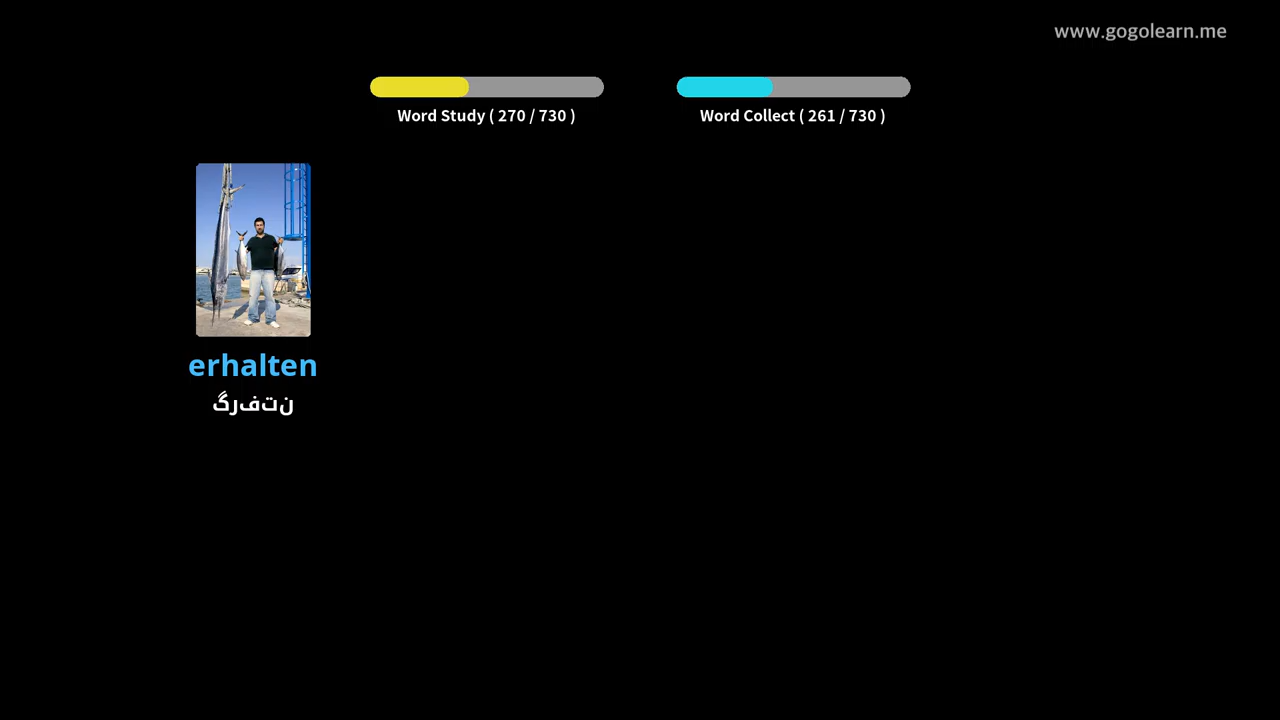 www.gogolearn.me
Word Study ( 270 / 730 )
Word Collect ( 261 / 730 )
erhalten
گرفتن